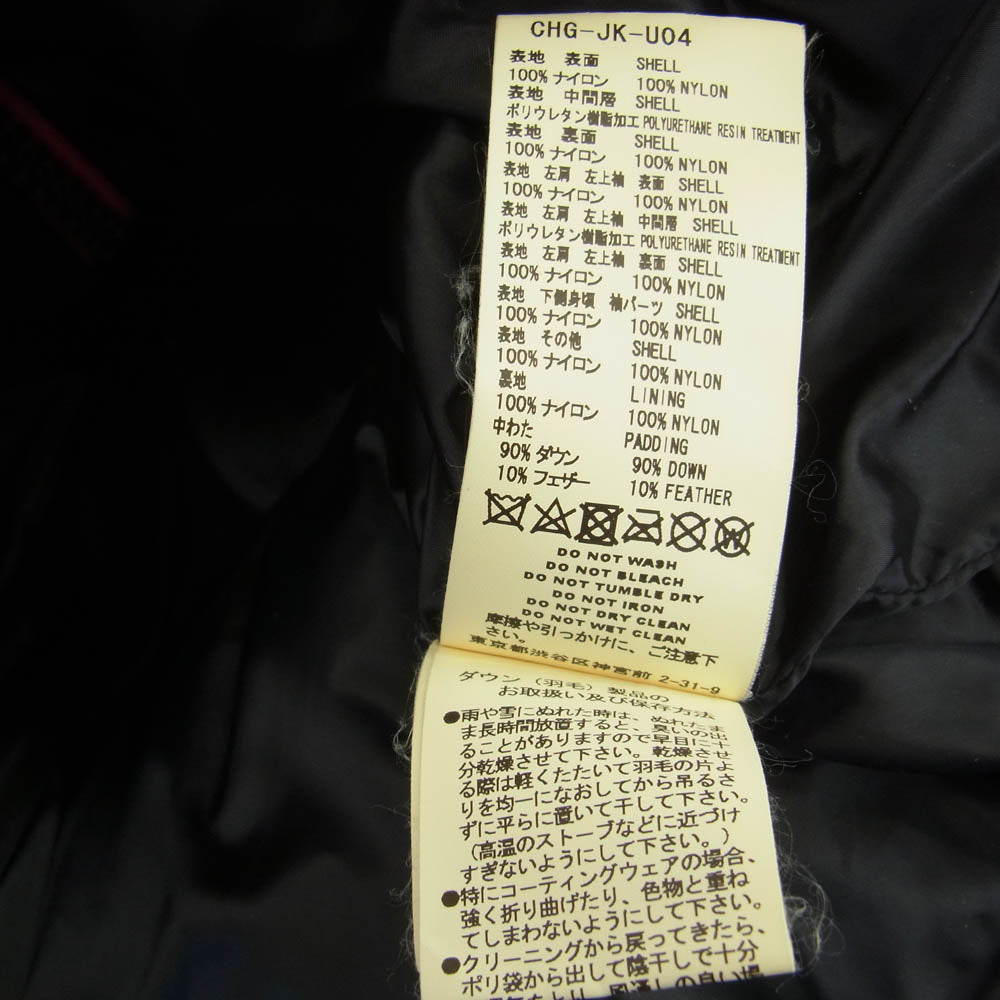 CHG-JK-U04
表地 表面 SHELL
100% ナイロン 100% NYLON
表地 中間層 SHELL
ポリウレタン樹脂加工 POLYURETHANE RESIN TREATMENT
表地 裏面 SHELL
100% ナイロン 100% NYLON
表地 左肩 左上袖 表面 SHELL
100% ナイロン 100% NYLON
表地 左肩 左上袖 中間層 SHELL
ポリウレタン樹脂加工 POLYURETHANE RESIN TREATMENT
表地 左肩 左上袖 裏面 SHELL
100% ナイロン 100% NYLON
表地 下側身頃 袖パーツ SHELL
100% ナイロン 100% NYLON
表地 その他 SHELL
100% ナイロン 100% NYLON
裏地 LINING
100% ナイロン 100% NYLON
中わた PADDING
90% ダウン 90% DOWN
10% フェザー 10% FEATHER
W
DO NOT WASH
DO NOT BLEACH
DO NOT TUMBLE DRY
DO NOT IRON
DO NOT DRY CLEAN
DO NOT WET CLEAN
摩擦や引っかけに、ご注意下
さい。
東京都渋谷区神宮前 2-31-9
ダウン（羽毛）製品の
お取扱い及び保存方法
●雨や雪にぬれた時は、ぬれたま
ま長時間放置すると、臭いの出
ることがありますので早目に十
分乾燥させて下さい。乾燥させ
る際は軽くたたいて羽毛の片よ
りを均一になおしてから吊るさ
ずに平らに置いて干して下さい。
（高温のストーブなどに近づけ
すぎないようにして下さい。）
●特にコーティングウェアの場合、
強く折り曲げたり、色物と重ね
てしまわないようにして下さい。
●クリーニングから戻ってきたら、
ポリ袋から出して陰干しで十分
風通しの良い場